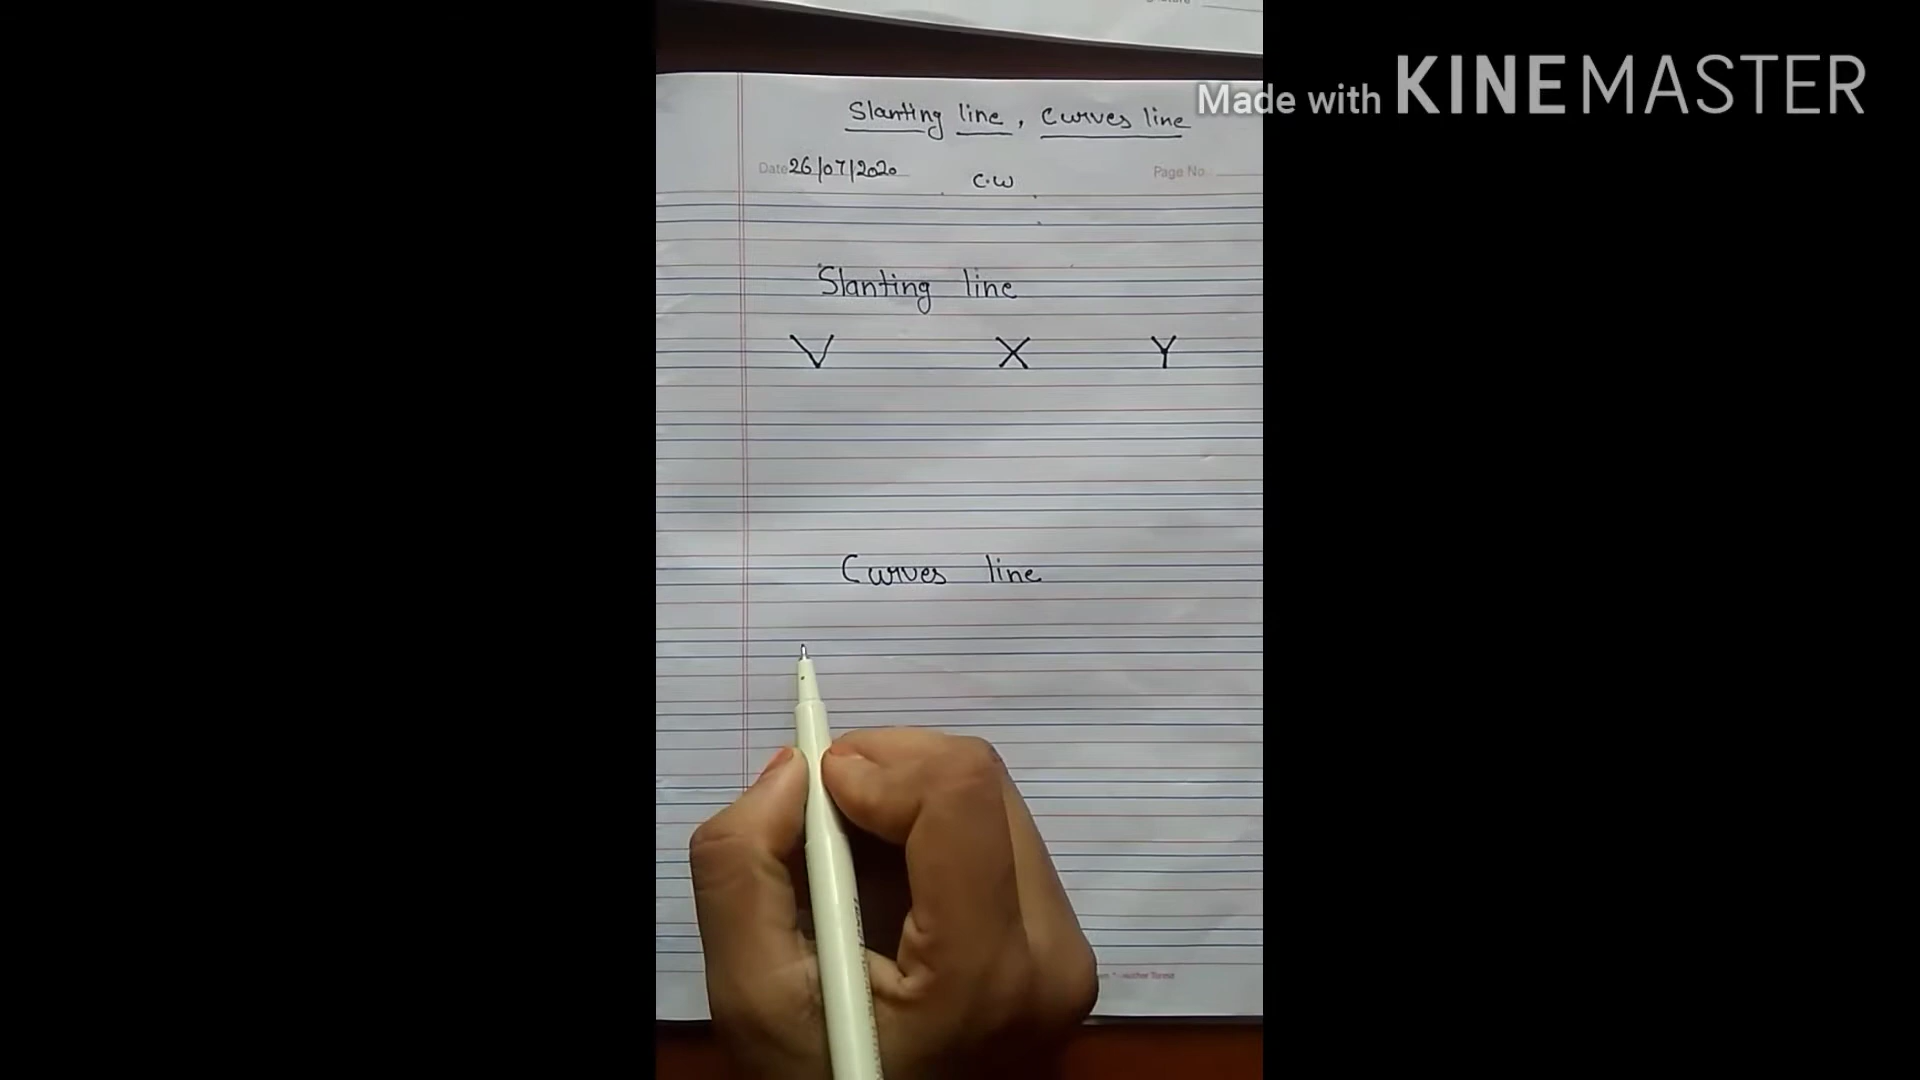 Made with KINEMASTER
Slanting line, Curves line
Date 26/07/2020 C.W Page No
Slanting line
V X Y
Curves line